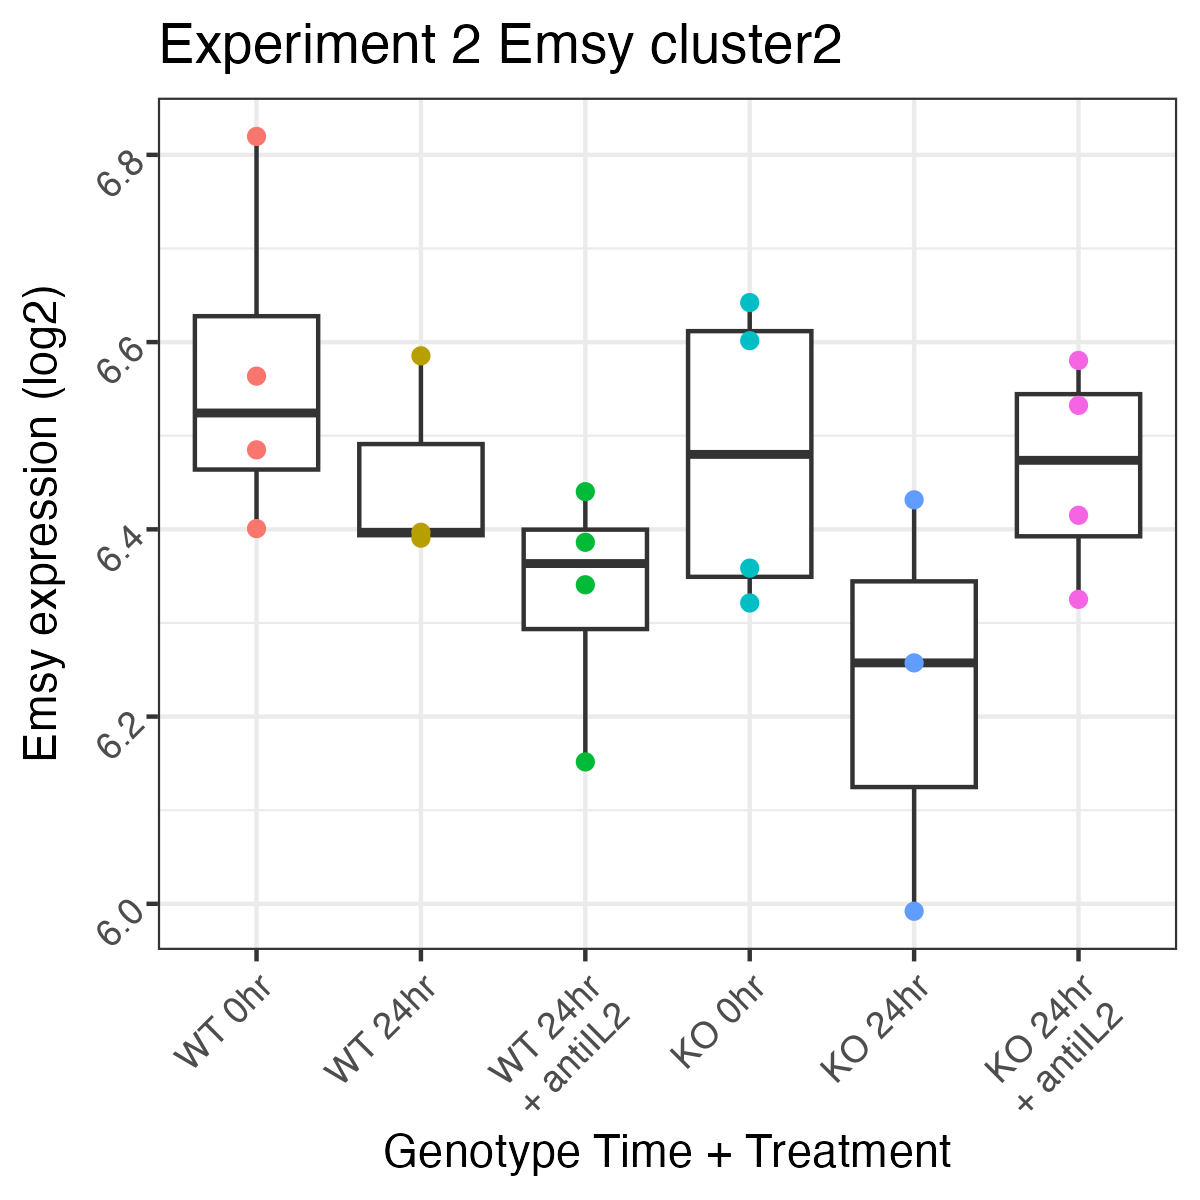 Experiment 2 Emsy cluster2
Emsy expression (log2)
6.8
6.6
6.4
6.2
6.0
WT 0hr
WT 24hr
WT 24hr
+ antiIL2
KO 0hr
KO 24hr
KO 24hr
+ antiIL2
Genotype Time + Treatment